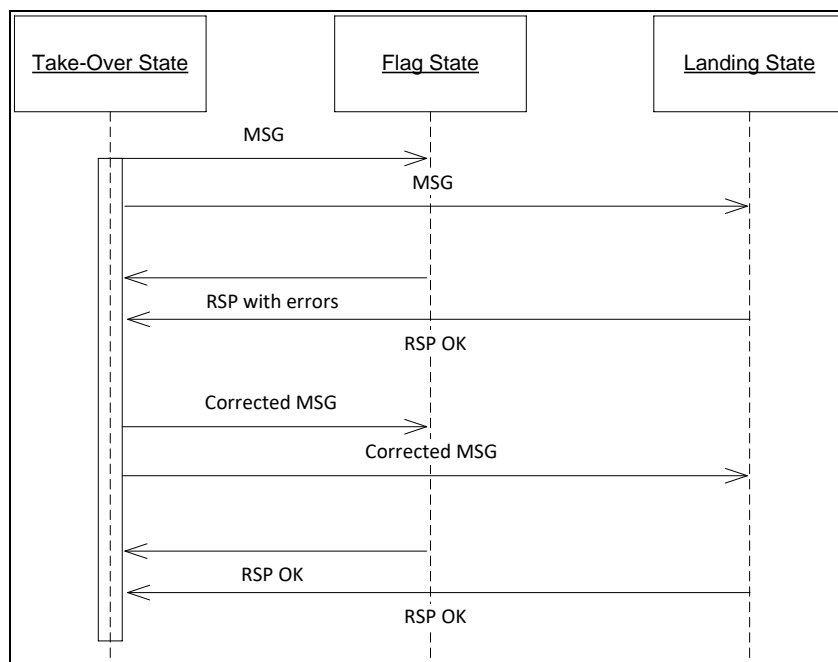 Take-Over State
Flag State
Landing State
MSG
MSG
RSP with errors
RSP OK
Corrected MSG
Corrected MSG
RSP OK
RSP OK